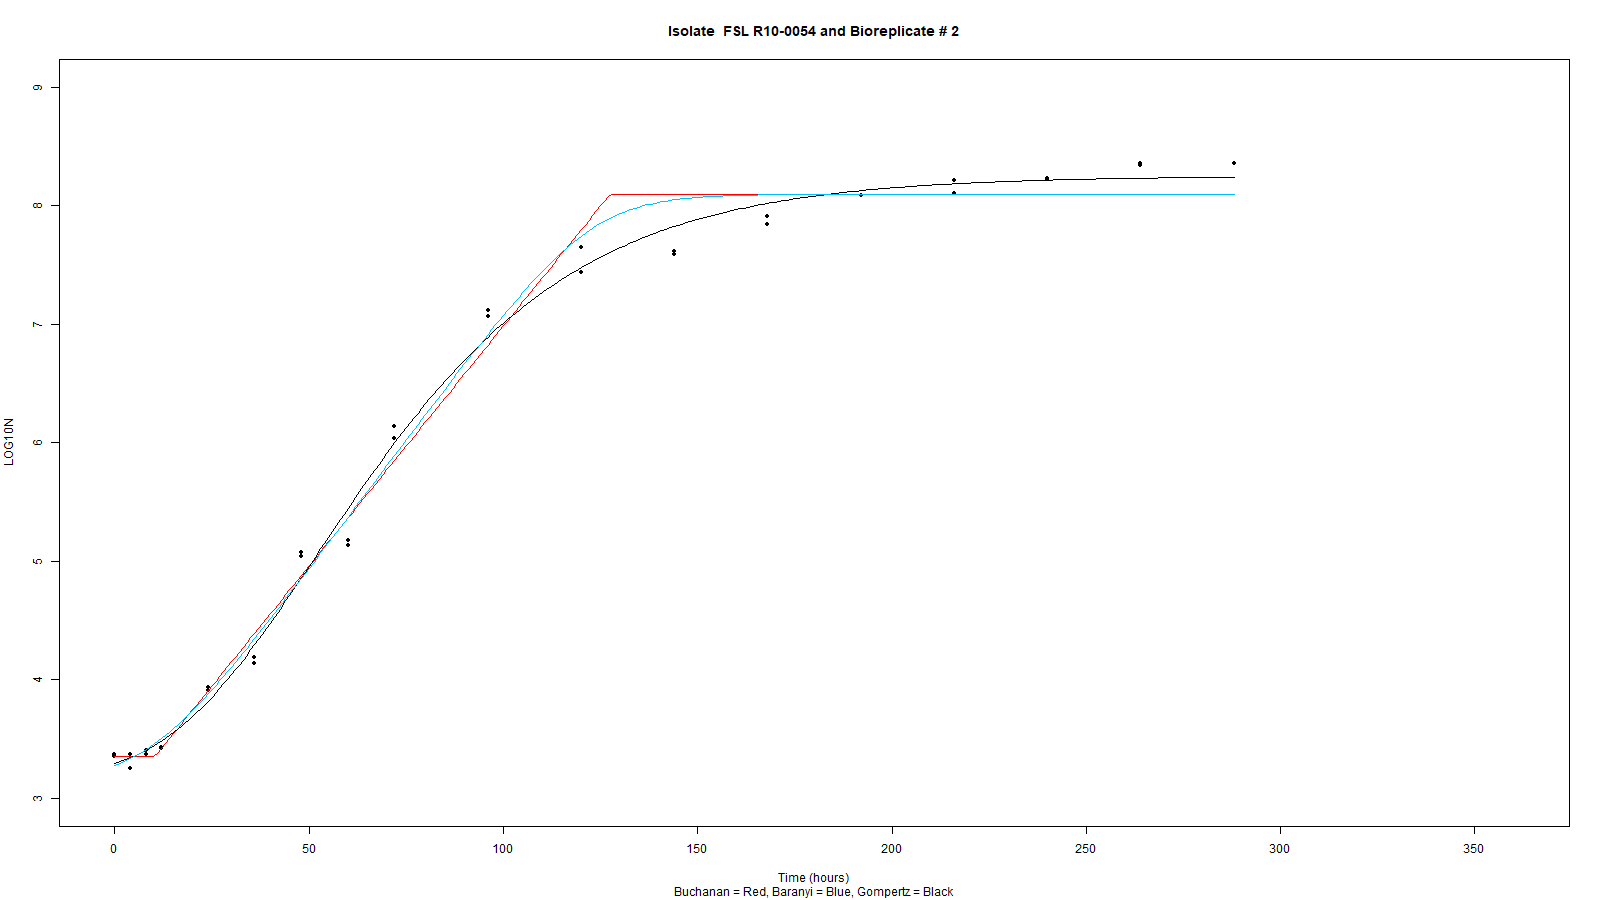 Isolate  FSL R10-0054 and Bioreplicate # 2
LOG10N
9
8
7
6
5
4
3
0 50 100 150 200 250 300 350
Time (hours)
Buchanan = Red, Baranyi = Blue, Gompertz = Black